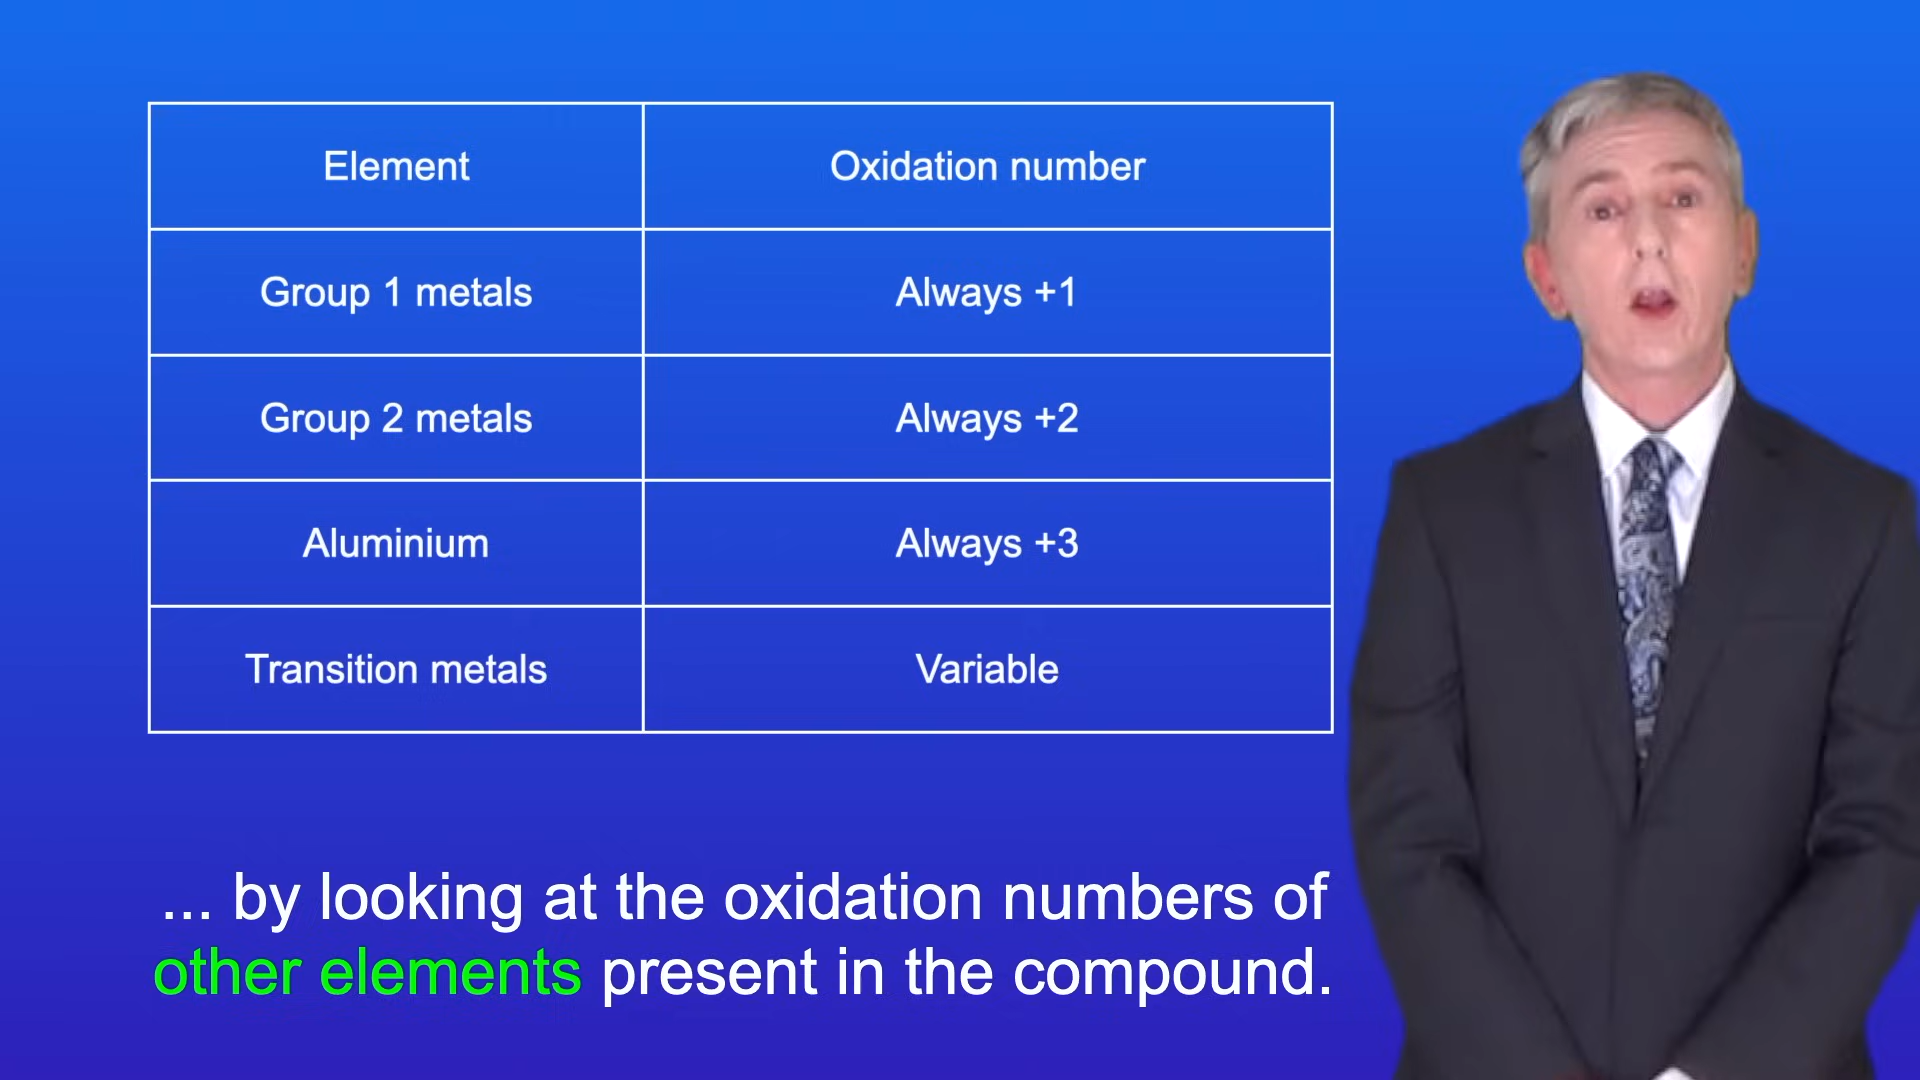 Element Oxidation number
Group 1 metals Always +1
Group 2 metals Always +2
Aluminium Always +3
Transition metals Variable
... by looking at the oxidation numbers of
other elements present in the compound.